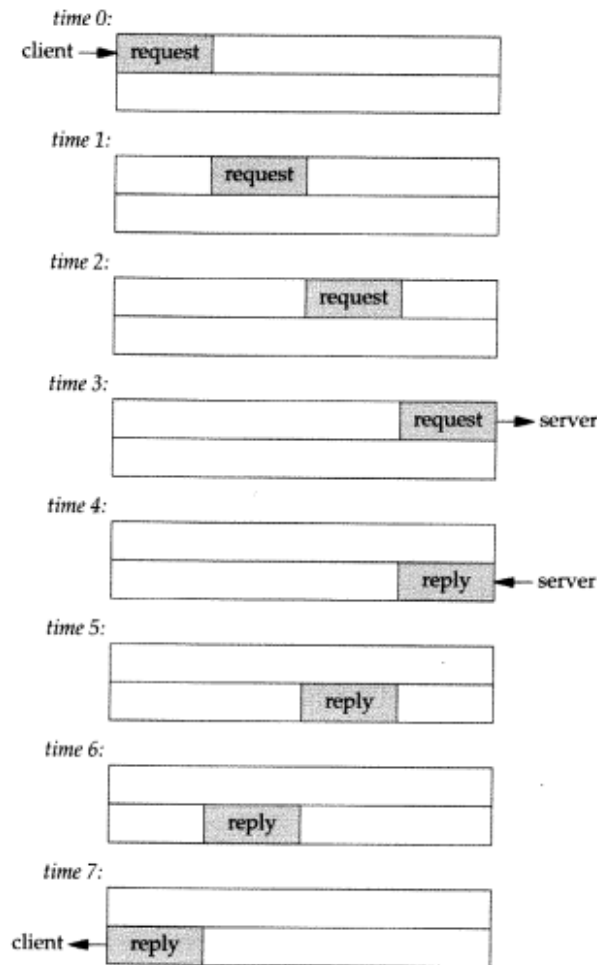 time 0:
client request
time 1:
request
time 2:
request
time 3:
request server
time 4:
reply server
time 5:
reply
time 6:
reply
time 7:
client reply